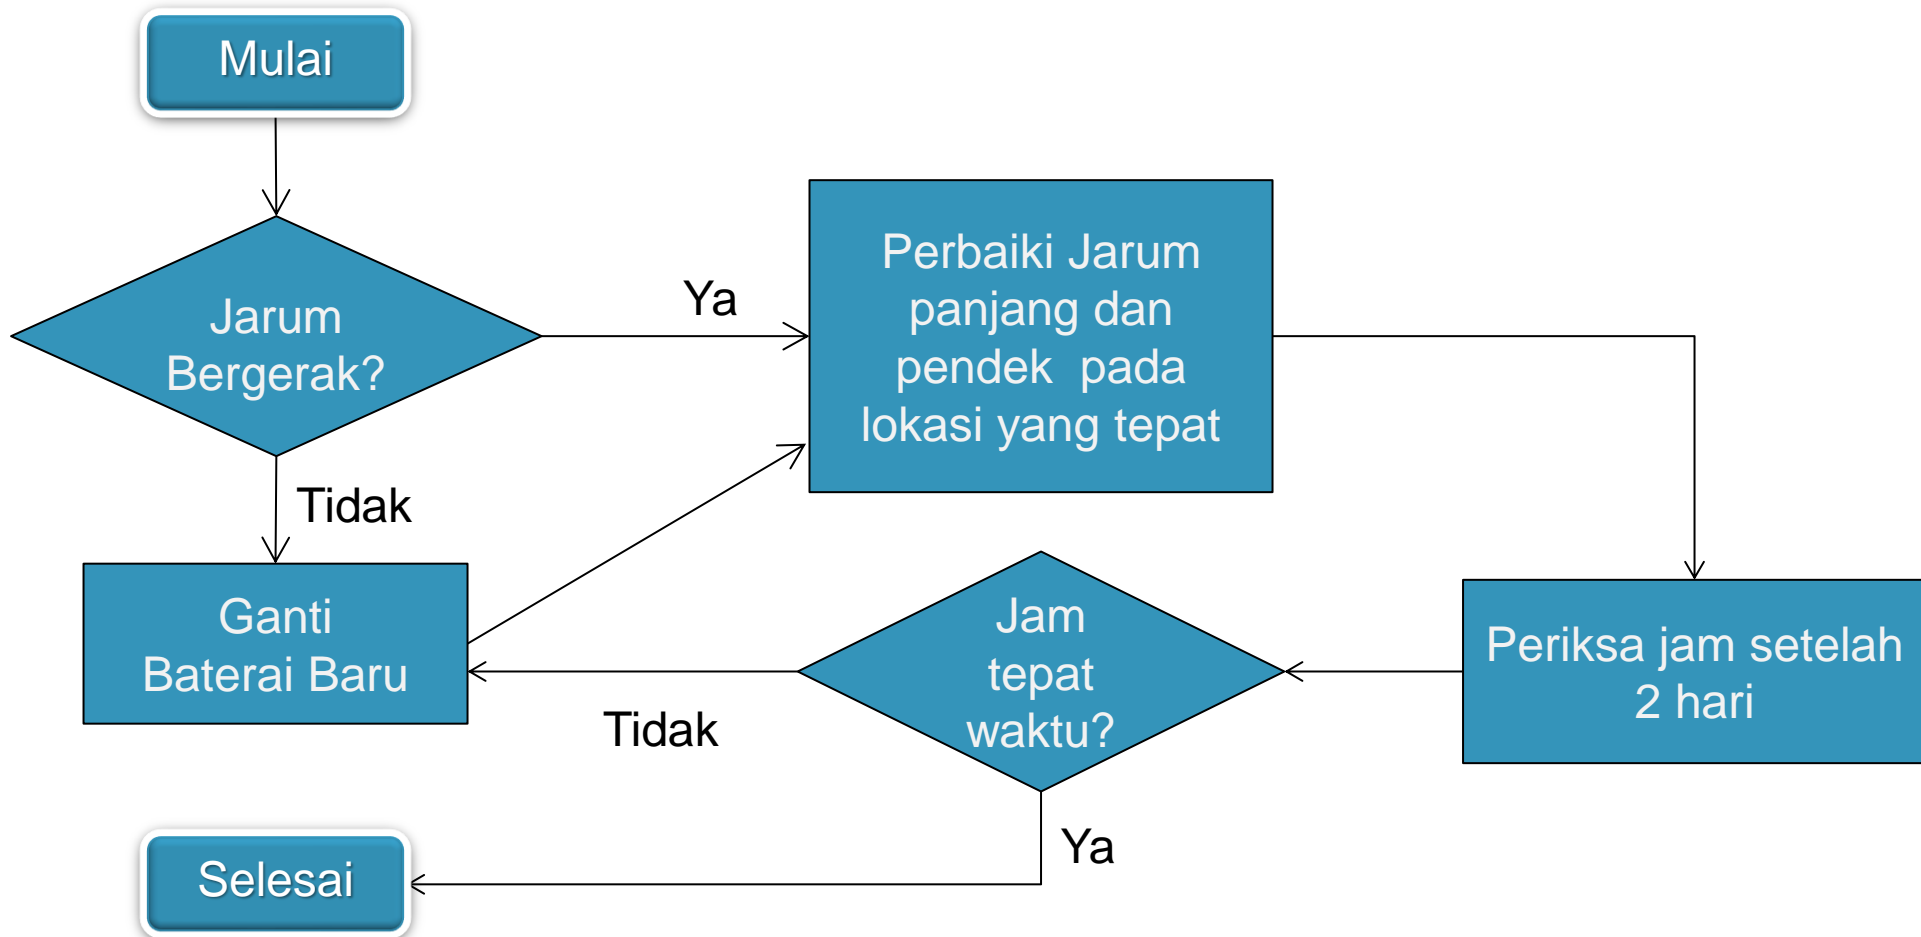 Mulai
Jarum
Bergerak?
Ya
Perbaiki Jarum
panjang dan
pendek  pada
lokasi yang tepat
Tidak
Ganti
Baterai Baru
Jam
tepat
waktu?
Periksa jam setelah
2 hari
Tidak
Ya
Selesai